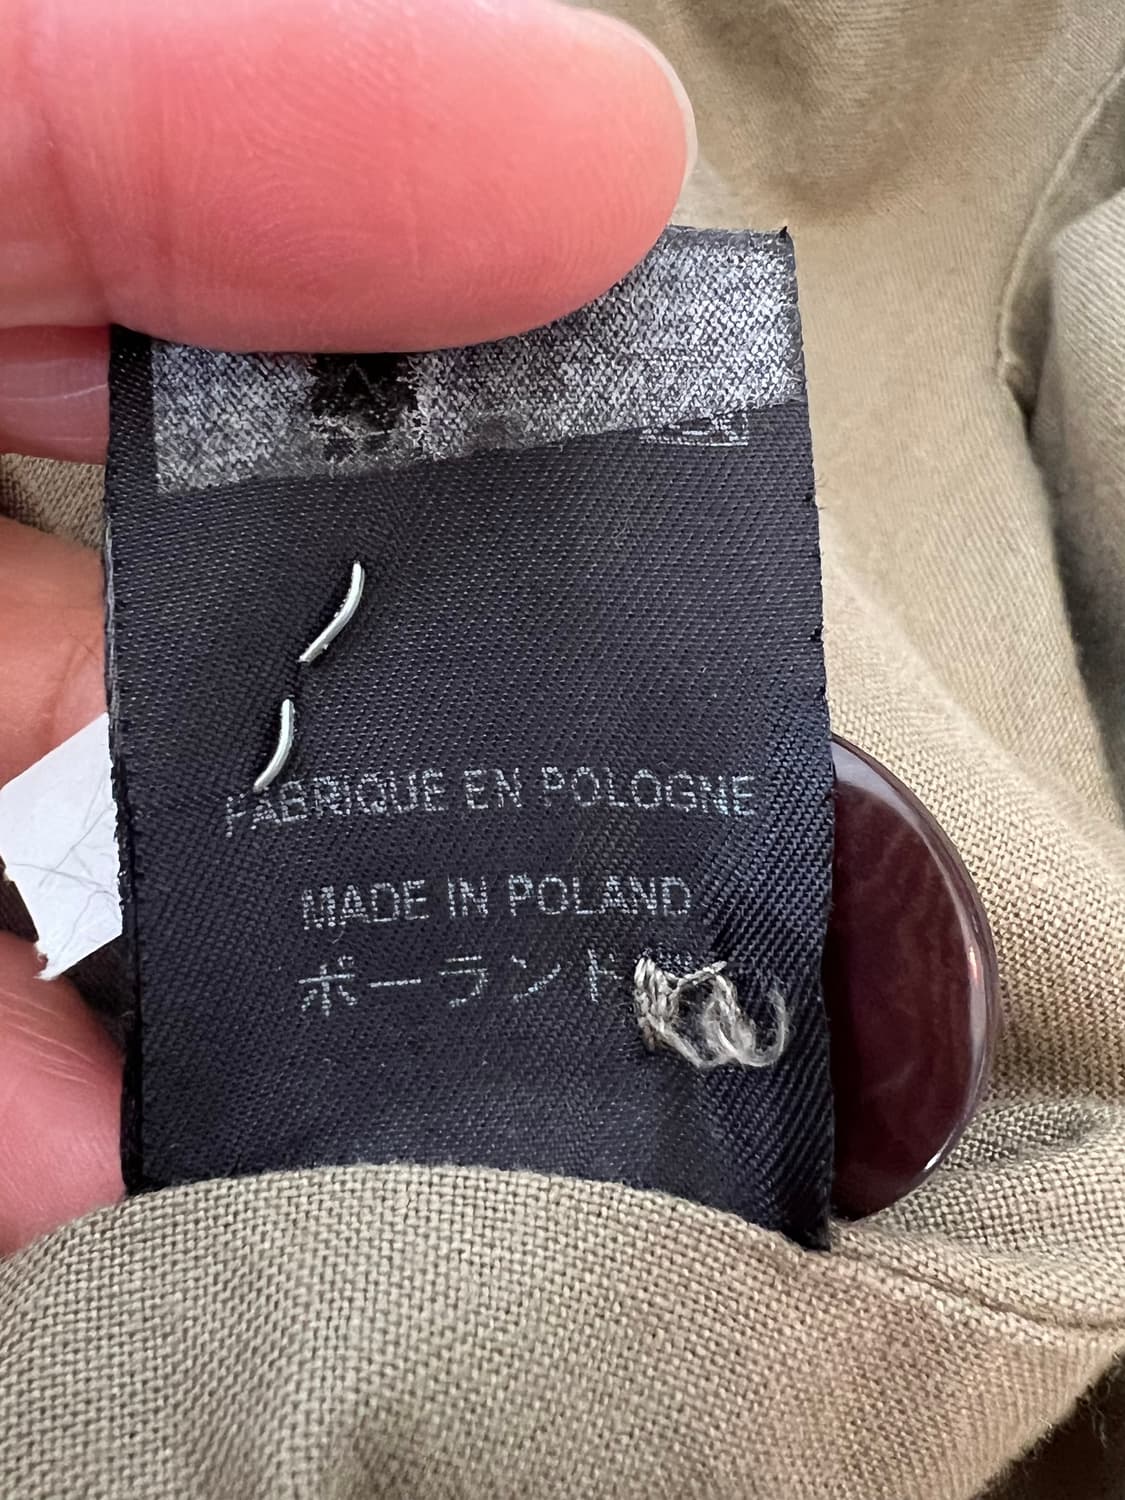 FABRIQUE EN POLOGNE
MADE IN POLAND
ポーランド